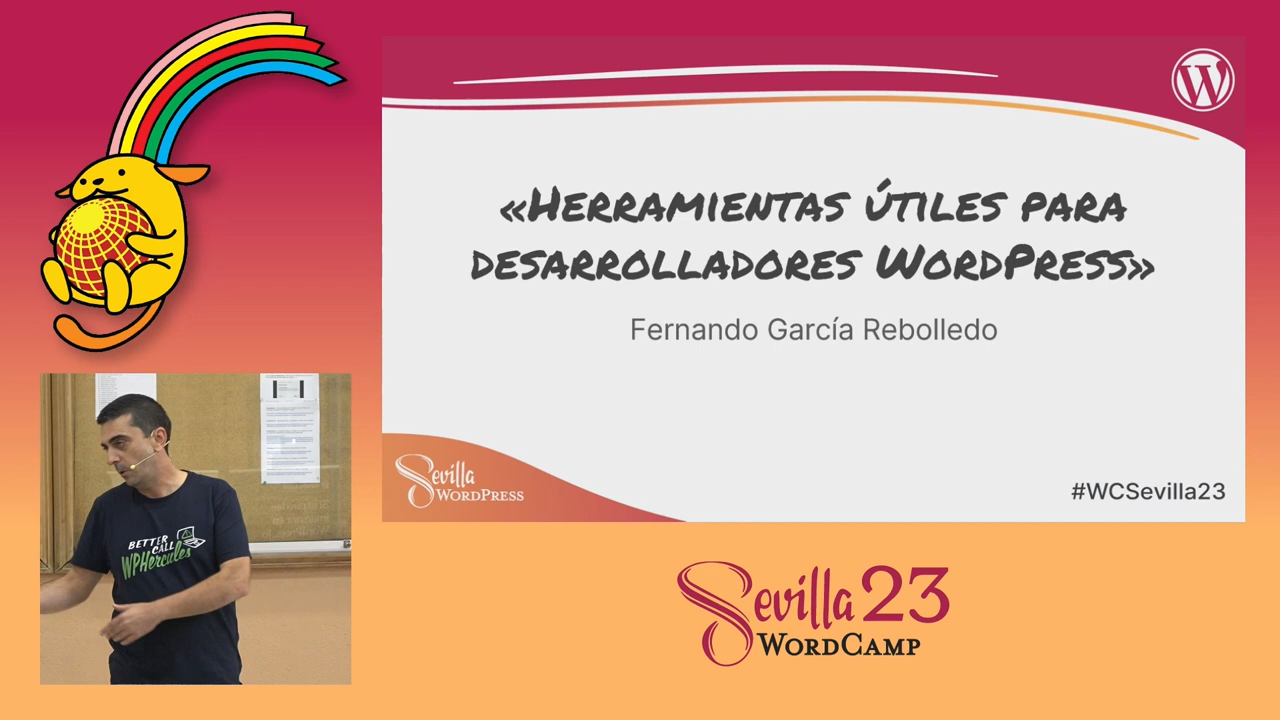 «Herramientas útiles para
desarrolladores WordPress»
Fernando García Rebolledo
Sevilla
WordPress
#WCSevilla23
BETTER
CALL
WPHercules
Sevilla 23
WordCamp